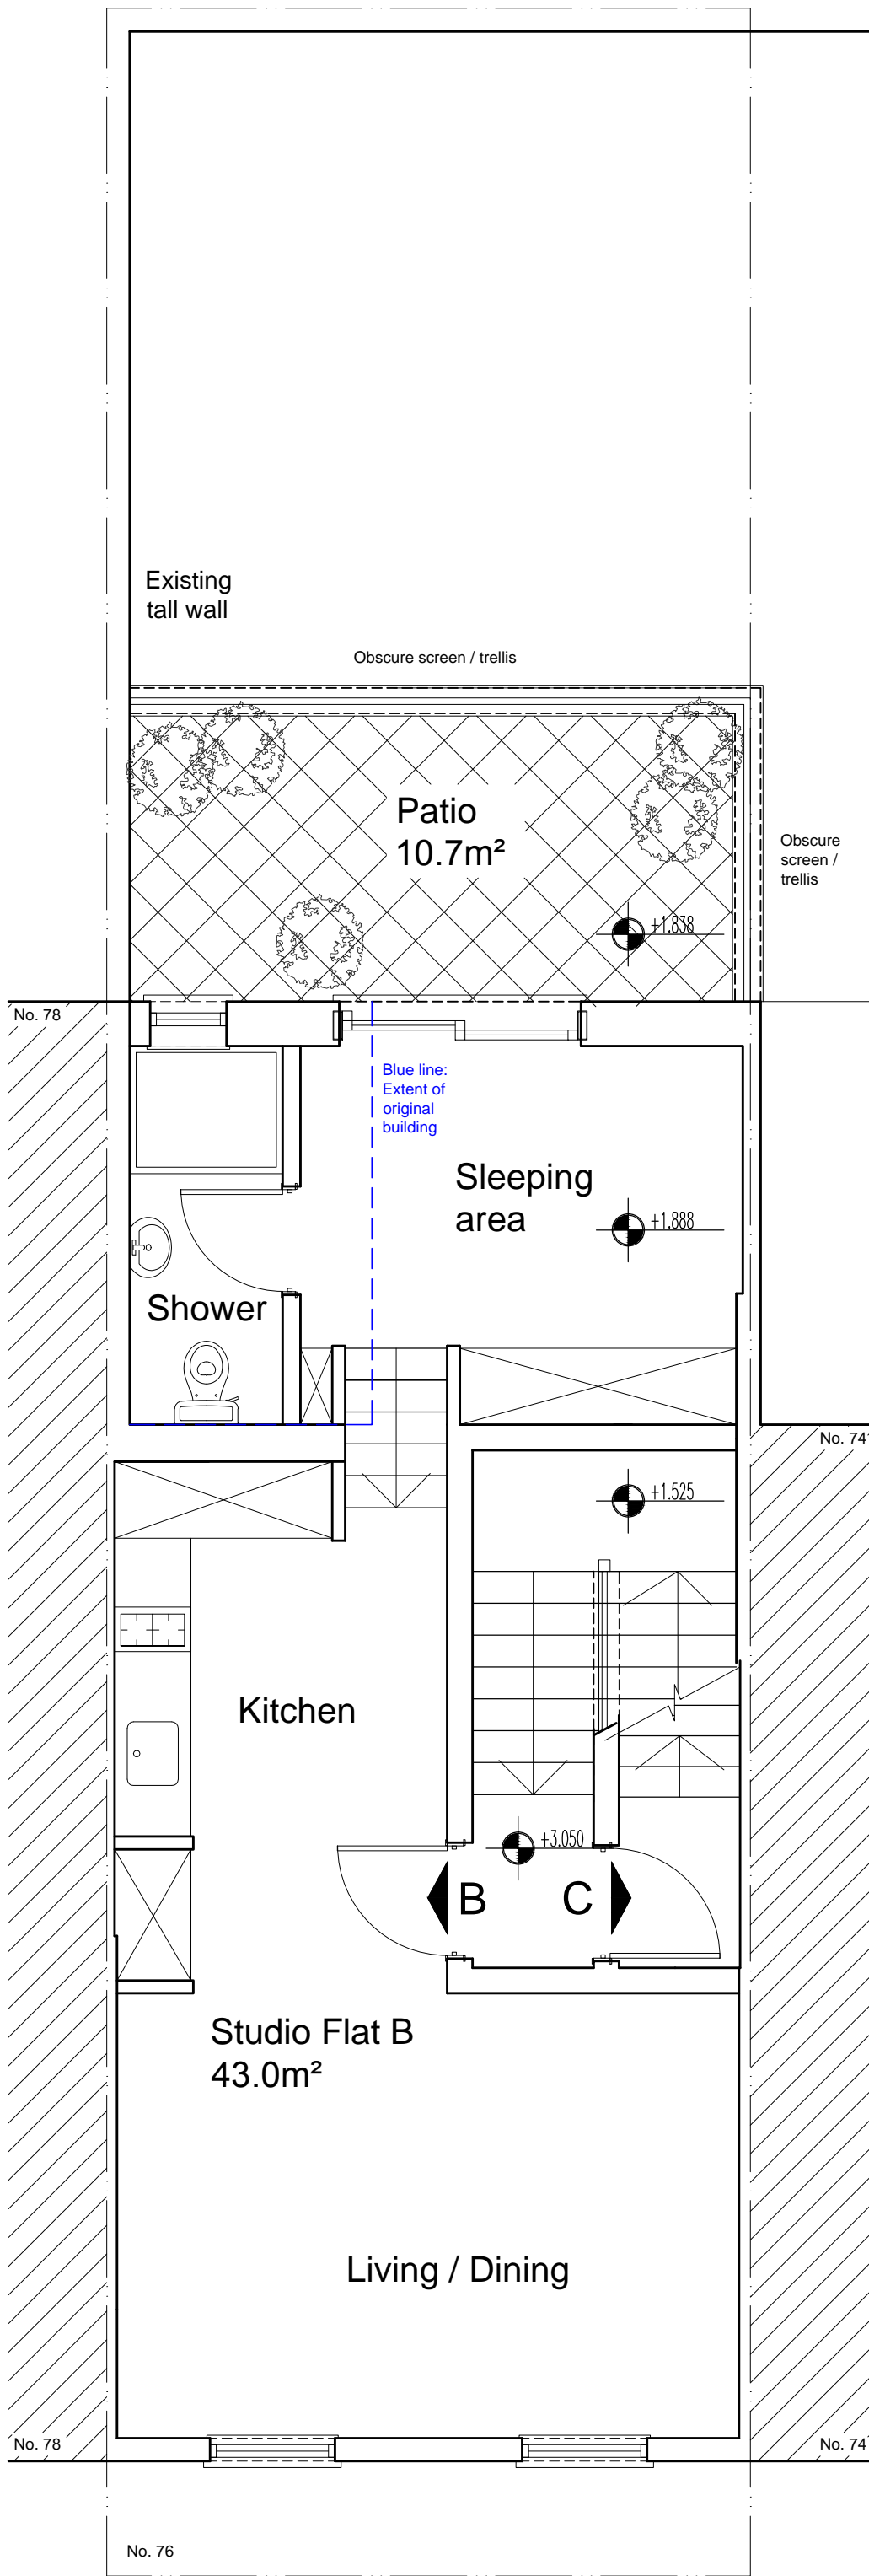 Existing
tall wall
Obscure screen / trellis
Patio
10.7m²
Obscure
screen /
trellis
+1.838
No. 78
Blue line:
Extent of
original
building
Sleeping
area
+1.888
Shower
No. 741
+1.525
Kitchen
+3.050
B
C
Studio Flat B
43.0m²
Living / Dining
No. 78
No. 74
No. 76